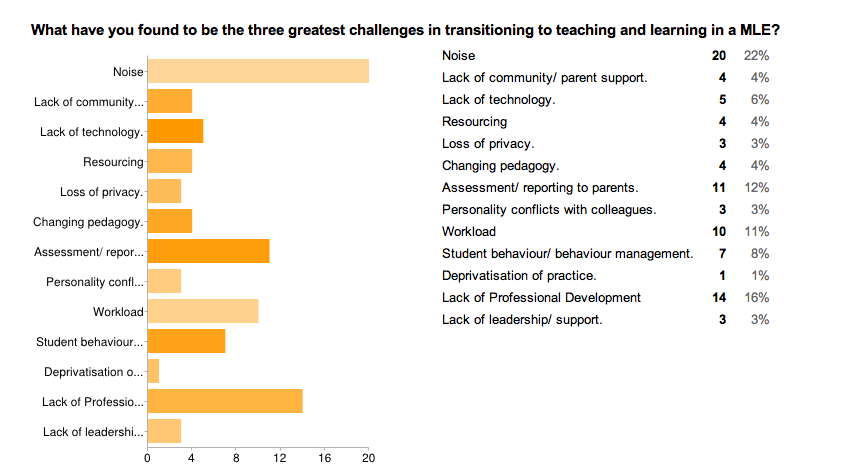 What have you found to be the three greatest challenges in transitioning to teaching and learning in a MLE?
Noise
Lack of community...
Lack of technology.
Resourcing
Loss of privacy.
Changing pedagogy.
Assessment/ repor...
Personality confl...
Workload
Student behaviour...
Deprivatisation o...
Lack of Professio...
Lack of leadershi...
0 4 8 12 16 20
Noise 20 22%
Lack of community/ parent support. 4 4%
Lack of technology. 5 6%
Resourcing 4 4%
Loss of privacy. 3 3%
Changing pedagogy. 4 4%
Assessment/ reporting to parents. 11 12%
Personality conflicts with colleagues. 3 3%
Workload 10 11%
Student behaviour/ behaviour management. 7 8%
Deprivatisation of practice. 1 1%
Lack of Professional Development 14 16%
Lack of leadership/ support. 3 3%